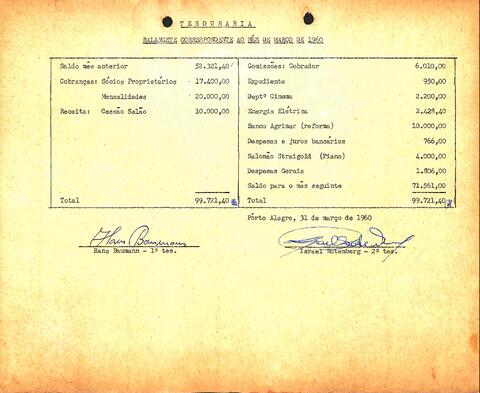 TESOURARIA
BALANCETE CORRESPONDENTE AO MÊS DE MARÇO DE 1960
Saldo mês anterior 52.321,40
Cobranças: Sócios Proprietários 17.400,00
Mensalidades 20.000,00
Receita: Cessão Salão 10.000,00
Total 99.721,40
Comissões: Cobrador 6.010,00
Expediente 950,00
Deptº Cinema 2.200,00
Energia Elétrica 2.428,40
Banco Agrimer (reforma) 10.000,00
Despesas e juros bancários 766,00
Salomão Straigold (Piano) 4.000,00
Despesas Gerais 1.806,00
Saldo para o mês seguinte 71.561,00
Total 99.721,40
Pôrto Alegre, 31 de março de 1960
Hans Baumann
Hans Baumann - 1º tes.
Israel Rotemberg - 2º tes.